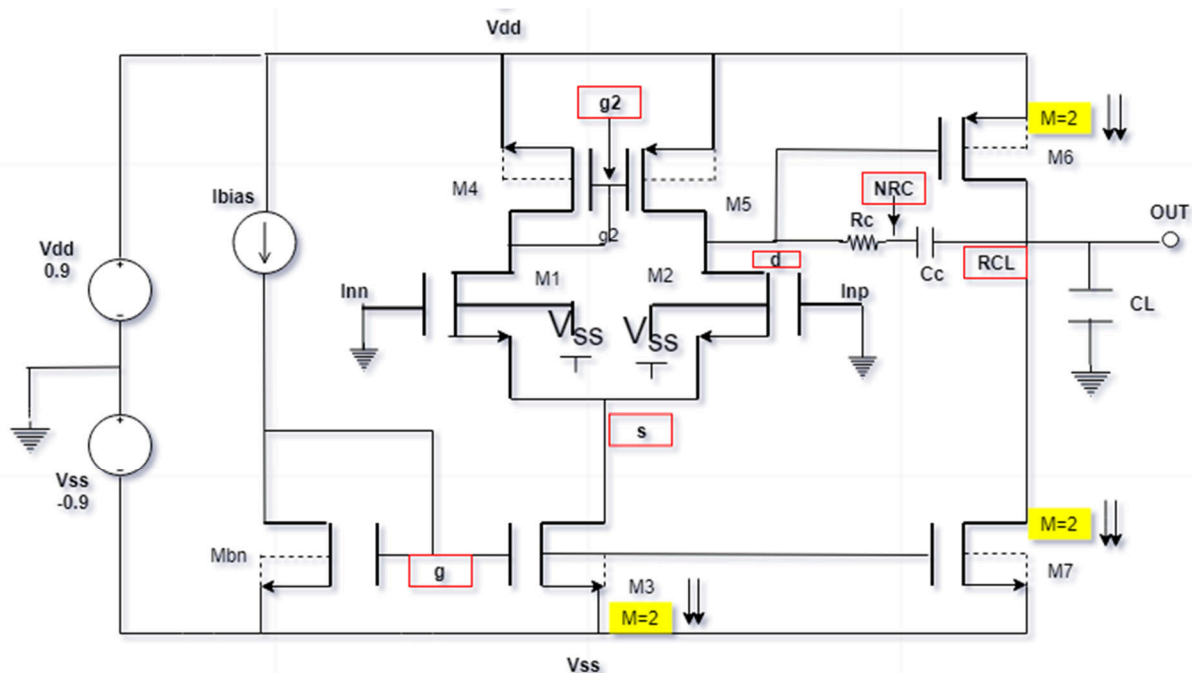 Vdd
g2
M=2
M6
M4
M5
Ibias
NRC
Rc
OUT
g2
Vdd
0.9
d
RCL
M1
M2
Cc
Inn
Inp
CL
VSS
VSS
s
Vss
-0.9
M=2
Mbn
g
M3
M7
M=2
Vss